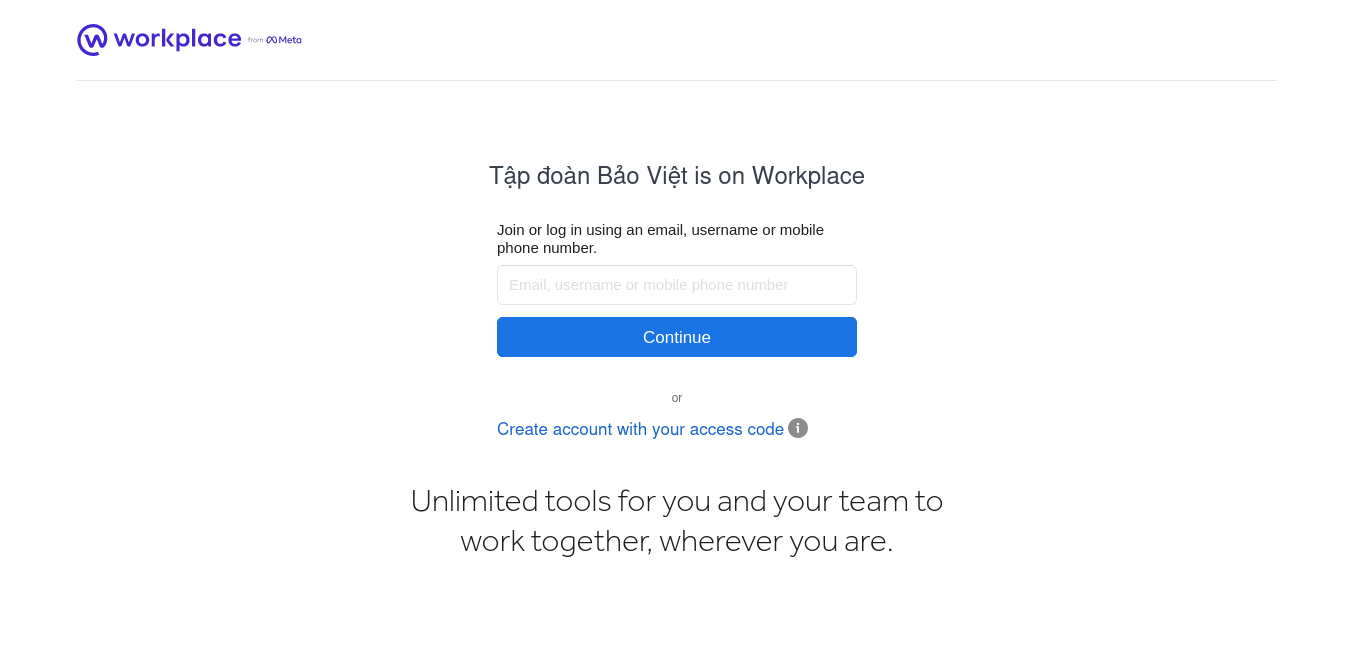 workplace from Meta
Tập đoàn Bảo Việt is on Workplace
Join or log in using an email, username or mobile
phone number.
Email, username or mobile phone number
Continue
or
Create account with your access code
Unlimited tools for you and your team to
work together, wherever you are.